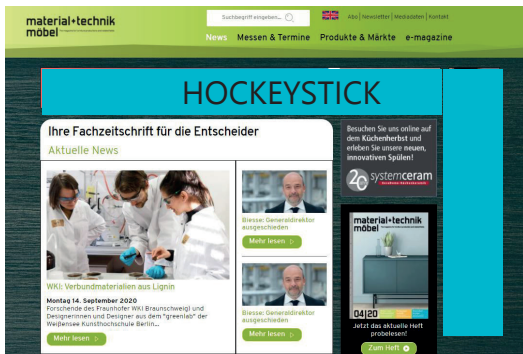 material+technik
möbel
Suchbegriff eingeben...
Abo | Newsletter | Mediadaten | Kontakt
News Messen & Termine Produkte & Märkte e-magazine
HOCKEYSTICK
Ihre Fachzeitschrift für die Entscheider
Aktuelle News
WKI: Verbundmaterialien aus Lignin
Montag 14. September 2020
Forschende des Fraunhofer WKI Braunschweigl und
Designerinnen und Designer aus dem "greenlab" der
Weißensee Kunsthochschule Berlin...
Mehr lesen
Biesse: Generaldirektor
ausgeschieden
Mehr lesen
Biesse: Generaldirektor
ausgeschieden
Mehr lesen
Besuchen Sie uns online auf
dem Küchenherbst und
erleben Sie unsere neuen,
innovativen Spülen!
20 systemceram
material+technik
möbel
04|20
Jetzt das aktuelle Heft
probelesen!
Zum Heft